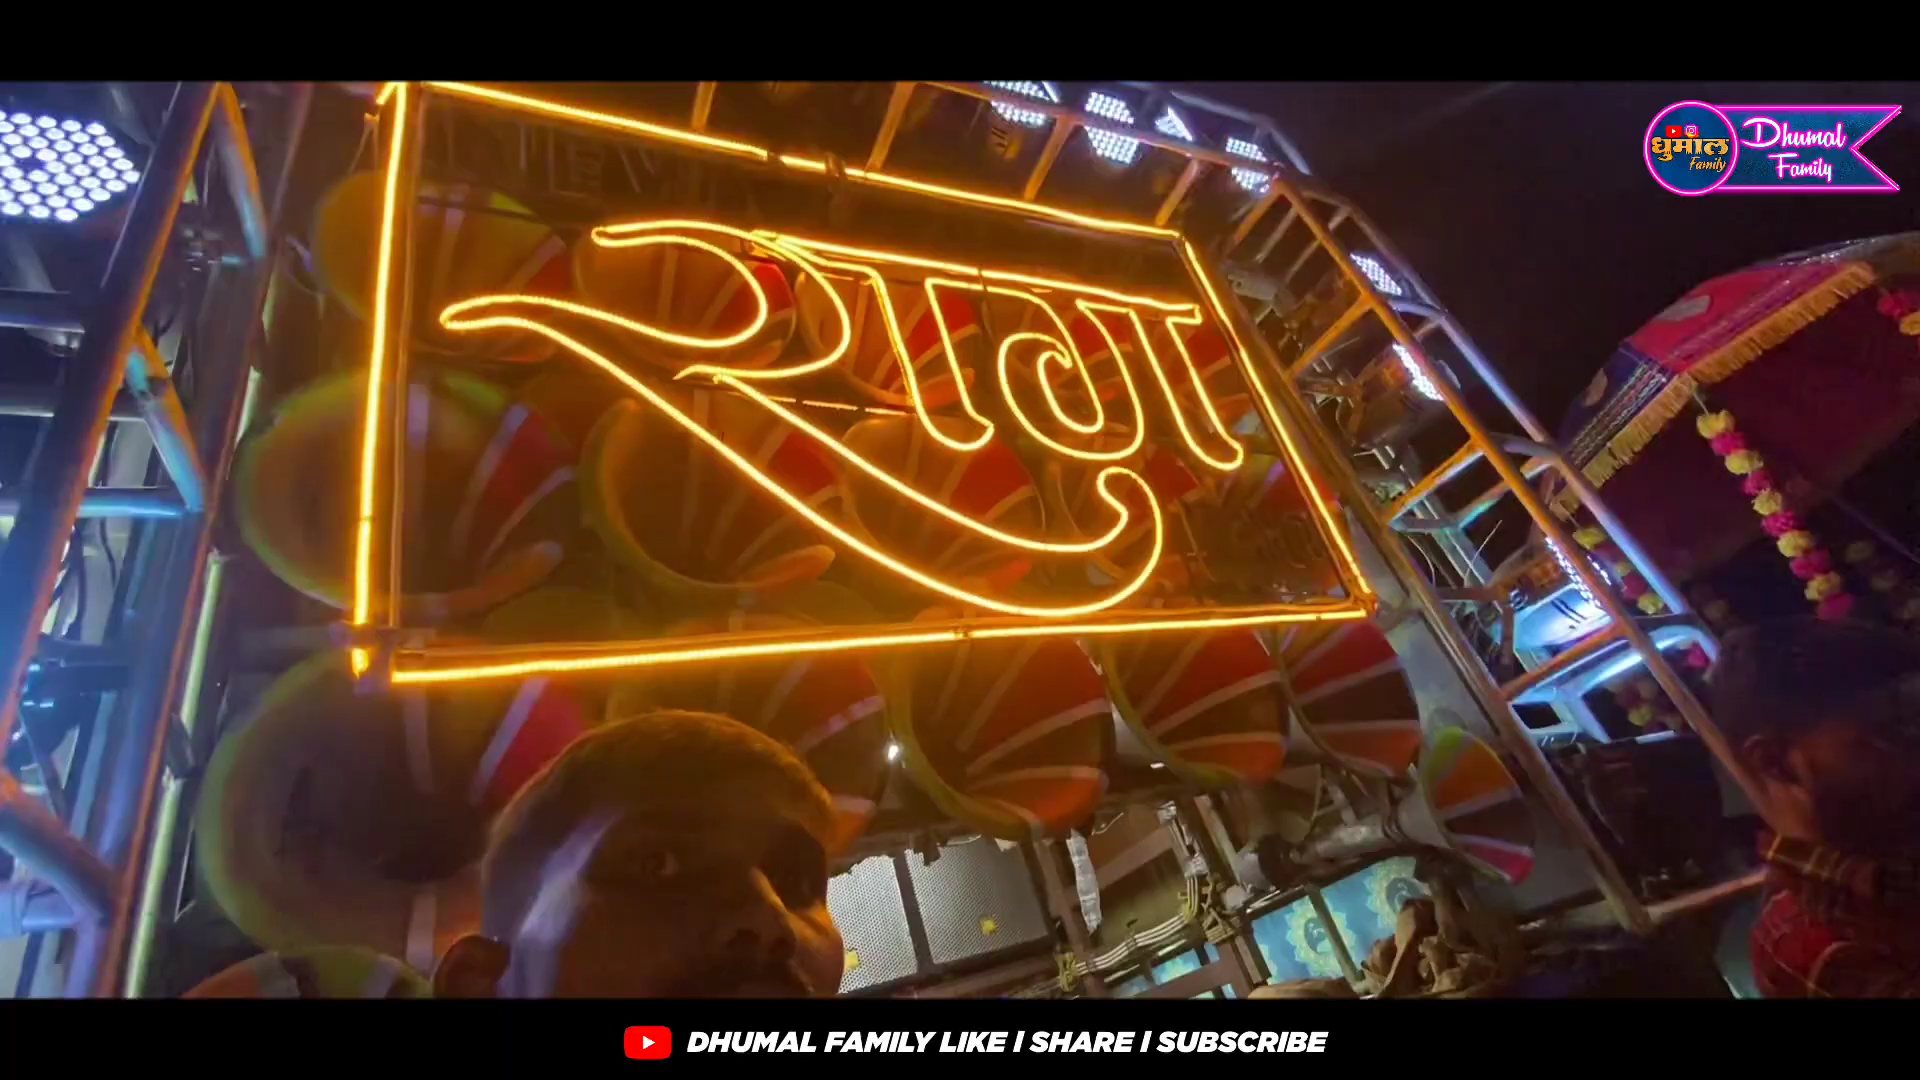 राग
धुमाल
Family
Dhumal
Family
DHUMAL FAMILY LIKE | SHARE | SUBSCRIBE